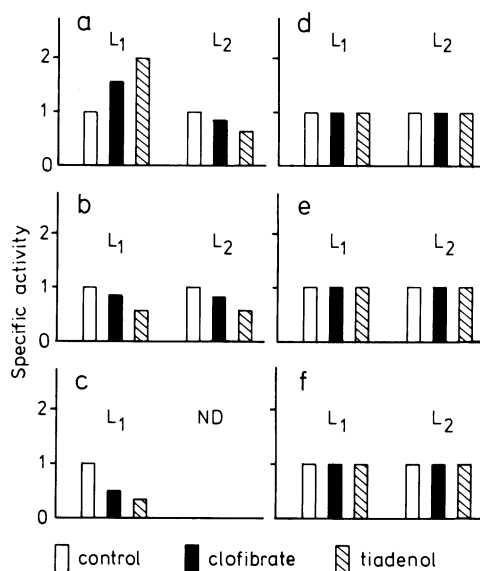 a L₁ L₂
d L₁ L₂
2
1
0
b L₁ L₂
e L₁ L₂
2
1
0
c L₁ ND
f L₁ L₂
2
1
0
Specific activity
control clofibrate tiadenol